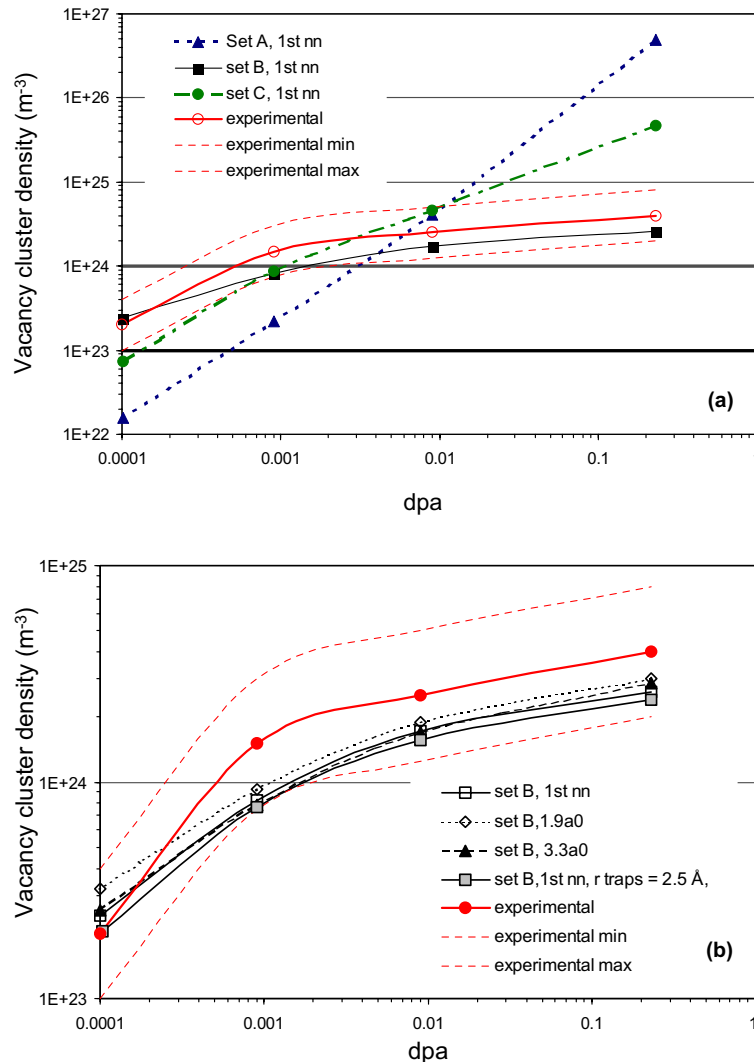 1E+27
1E+26
1E+25
1E+24
1E+23
1E+22
Vacancy cluster density (m-3)
Set A, 1st nn
set B, 1st nn
set C, 1st nn
experimental
experimental min
experimental max
(a)
0.0001 0.001 0.01 0.1 1
dpa
1E+25
1E+24
1E+23
Vacancy cluster density (m-3)
set B, 1st nn
set B,1.9a0
set B, 3.3a0
set B,1st nn, r traps = 2.5 Å,
experimental
experimental min
experimental max
(b)
0.0001 0.001 0.01 0.1 1
dpa